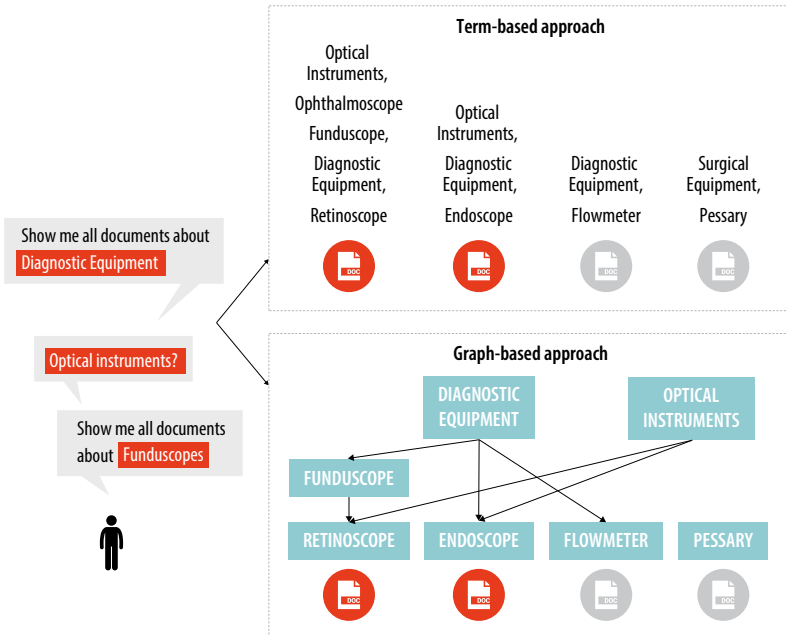 Term-based approach
Optical
Instruments,
Ophthalmoscope
Funduscope,
Diagnostic
Equipment,
Retinoscope
Optical
Instruments,
Diagnostic
Equipment,
Endoscope
Diagnostic
Equipment,
Flowmeter
Surgical
Equipment,
Pessary
DOC
DOC
DOC
DOC
Show me all documents about
Diagnostic Equipment
Optical instruments?
Show me all documents
about Funduscopes
Graph-based approach
DIAGNOSTIC
EQUIPMENT
OPTICAL
INSTRUMENTS
FUNDUSCOPE
RETINOSCOPE
ENDOSCOPE
FLOWMETER
PESSARY
DOC
DOC
DOC
DOC